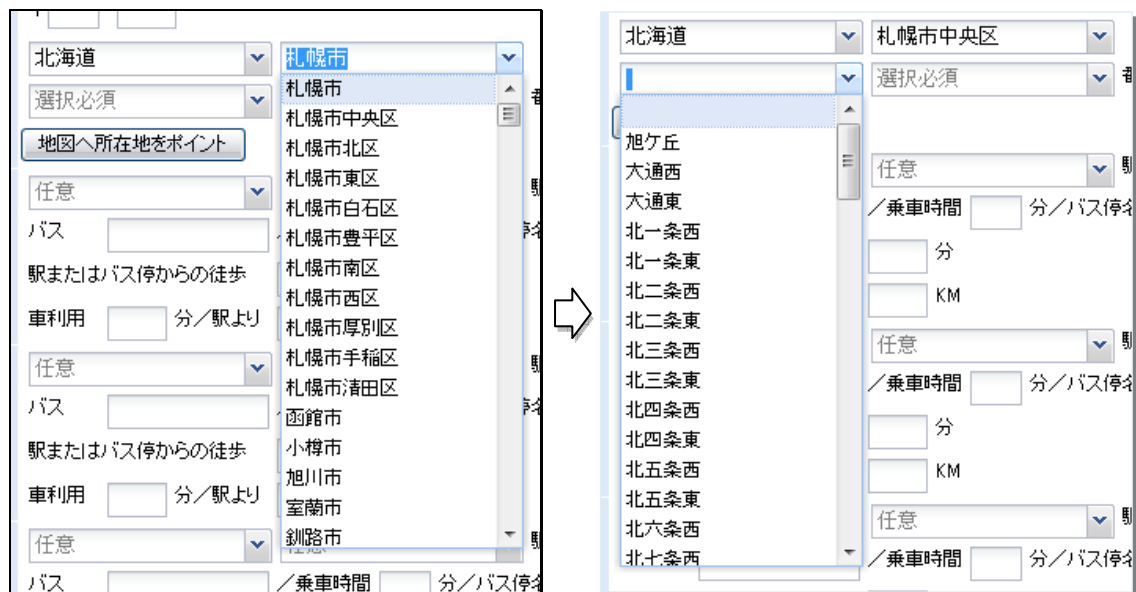 北海道
札幌市
選択必須
地図へ所在地をポイント
札幌市
札幌市中央区
札幌市北区
札幌市東区
札幌市白石区
札幌市豊平区
札幌市南区
札幌市西区
札幌市厚別区
札幌市手稲区
札幌市清田区
函館市
小樽市
旭川市
室蘭市
釧路市
任意
バス
駅またはバス停からの徒歩
車利用
分／駅より
任意
バス
駅またはバス停からの徒歩
車利用
分／駅より
任意
バス
／乗車時間
分／バス停名
北海道
札幌市中央区
選択必須
旭ケ丘
大通西
大通東
北一条西
北一条東
北二条西
北二条東
北三条西
北三条東
北四条西
北四条東
北五条西
北五条東
北六条西
北七条西
任意
／乗車時間
分／バス停名
分
KM
任意
／乗車時間
分／バス停名
分
KM
任意
／乗車時間
分／バス停名